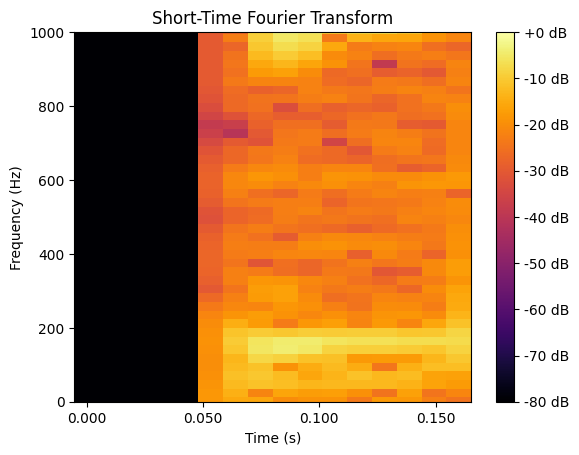 Short-Time Fourier Transform
1000
800
600
400
200
0
Frequency (Hz)
0.000
0.050
0.100
0.150
Time (s)
+0 dB
-10 dB
-20 dB
-30 dB
-40 dB
-50 dB
-60 dB
-70 dB
-80 dB